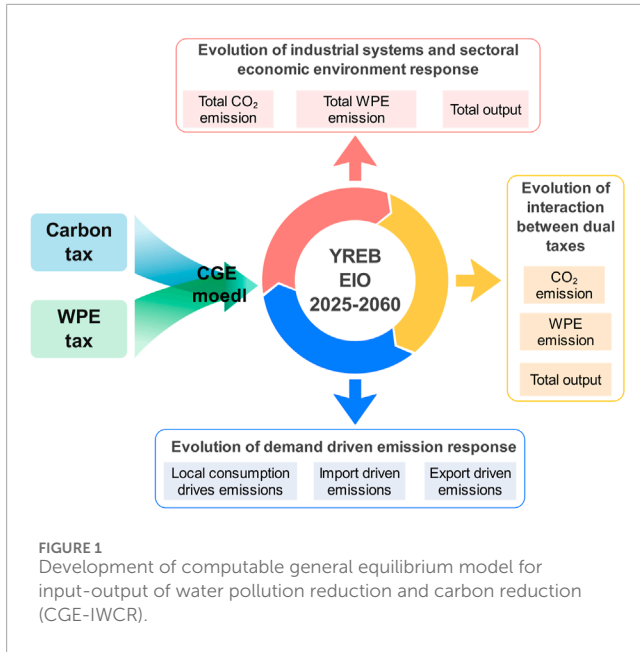 Evolution of industrial systems and sectoral
economic environment response
Total CO₂
emission
Total WPE
emission
Total output
Carbon
tax
WPE
tax
CGE
moedl
YREB
EIO
2025-2060
Evolution of
interaction
between dual
taxes
CO₂
emission
WPE
emission
Total output
Evolution of demand driven emission response
Local consumption
drives emissions
Import driven
emissions
Export driven
emissions
FIGURE 1
Development of computable general equilibrium model for
input-output of water pollution reduction and carbon reduction
(CGE-IWCR).